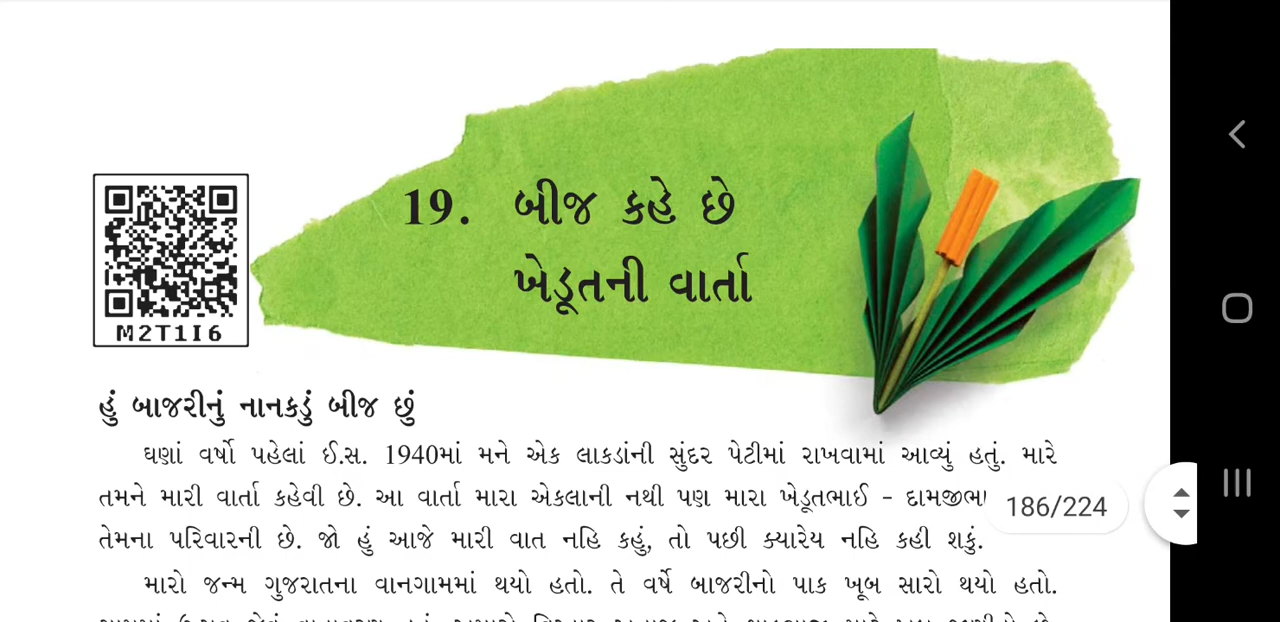 19. બીજ કહે છે
ખેડૂતની વાર્તા
M2T1I6
હું બાજરીનું નાનકડું બીજ છું
ઘણાં વર્ષો પહેલાં ઈ.સ. 1940માં મને એક લાકડાંની સુંદર પેટીમાં રાખવામાં આવ્યું હતું. મારે
તમને મારી વાર્તા કહેવી છે. આ વાર્તા મારા એકલાની નથી પણ મારા ખેડૂતભાઈ - દામજીભા
186/224
તેમના પરિવારની છે. જો હું આજે મારી વાત નહિ કહું, તો પછી ક્યારેય નહિ કહી શકું.
મારો જન્મ ગુજરાતના વાનગામમાં થયો હતો. તે વર્ષે બાજરીનો પાક ખૂબ સારો થયો હતો.